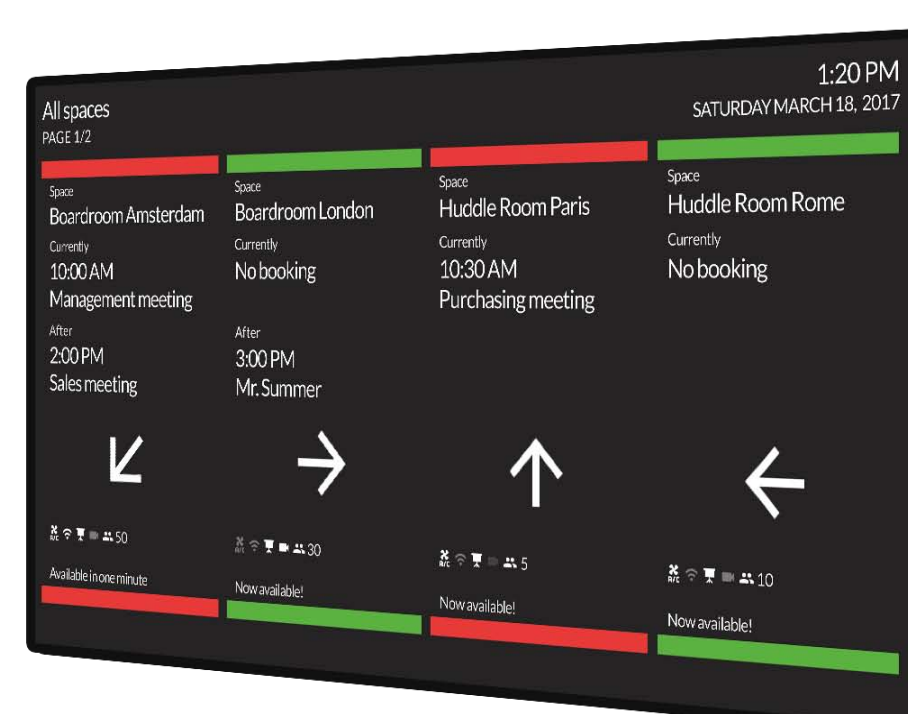 All spaces
PAGE 1/2
1:20 PM
SATURDAY MARCH 18, 2017
Space
Boardroom Amsterdam
Currently
10:00 AM
Management meeting
After
2:00 PM
Sales meeting
A/C 50
Available in one minute
Space
Boardroom London
Currently
No booking
After
3:00 PM
Mr. Summer
A/C 30
Now available!
Space
Huddle Room Paris
Currently
10:30 AM
Purchasing meeting
A/C 5
Now available!
Space
Huddle Room Rome
Currently
No booking
A/C 10
Now available!